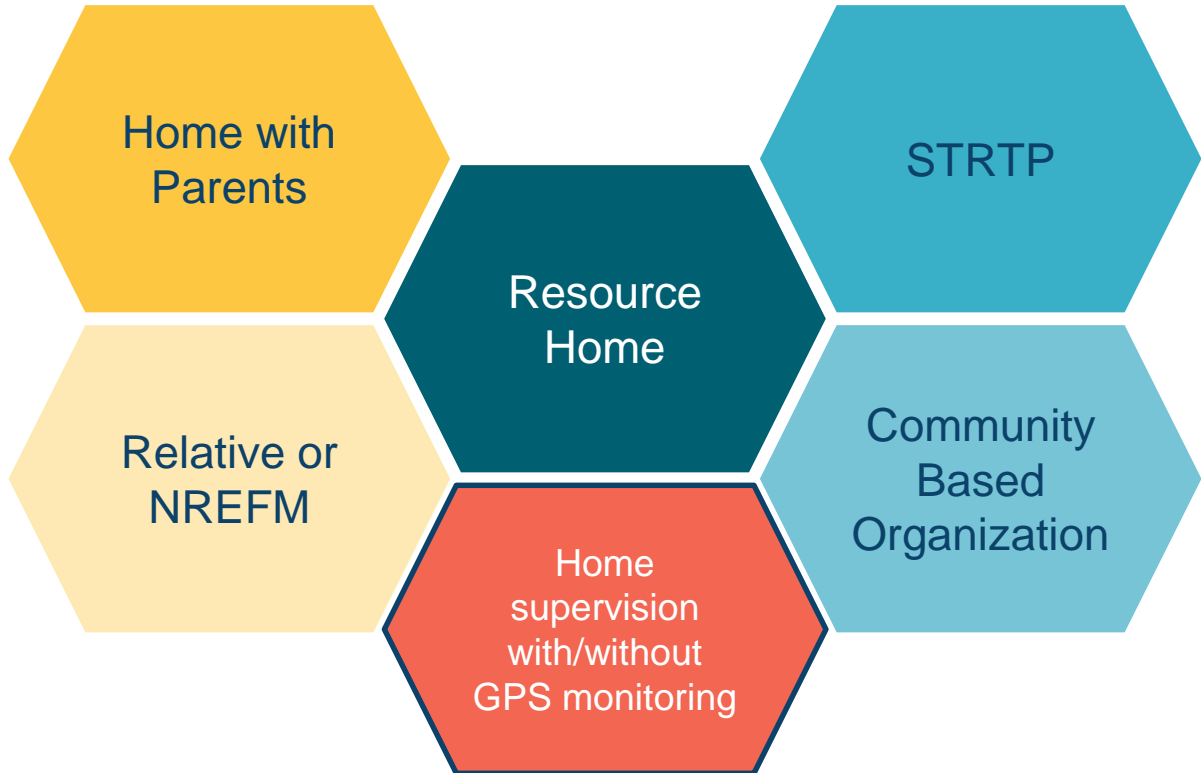 Home with
Parents
STRTP
Resource
Home
Relative or
NREFM
Community
Based
Organization
Home
supervision
with/without
GPS monitoring